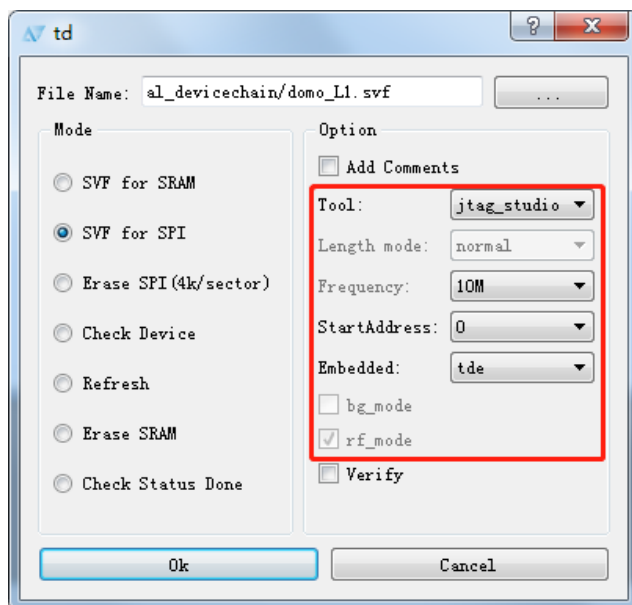 td
File Name: al_devicechain/domo_L1.svf ...
Mode
SVF for SRAM
SVF for SPI
Erase SPI(4k/sector)
Check Device
Refresh
Erase SRAM
Check Status Done
Option
Add Comments
Tool: jtag_studio
Length mode: normal
Frequency: 10M
StartAddress: 0
Embedded: tde
bg_mode
rf_mode
Verify
Ok Cancel